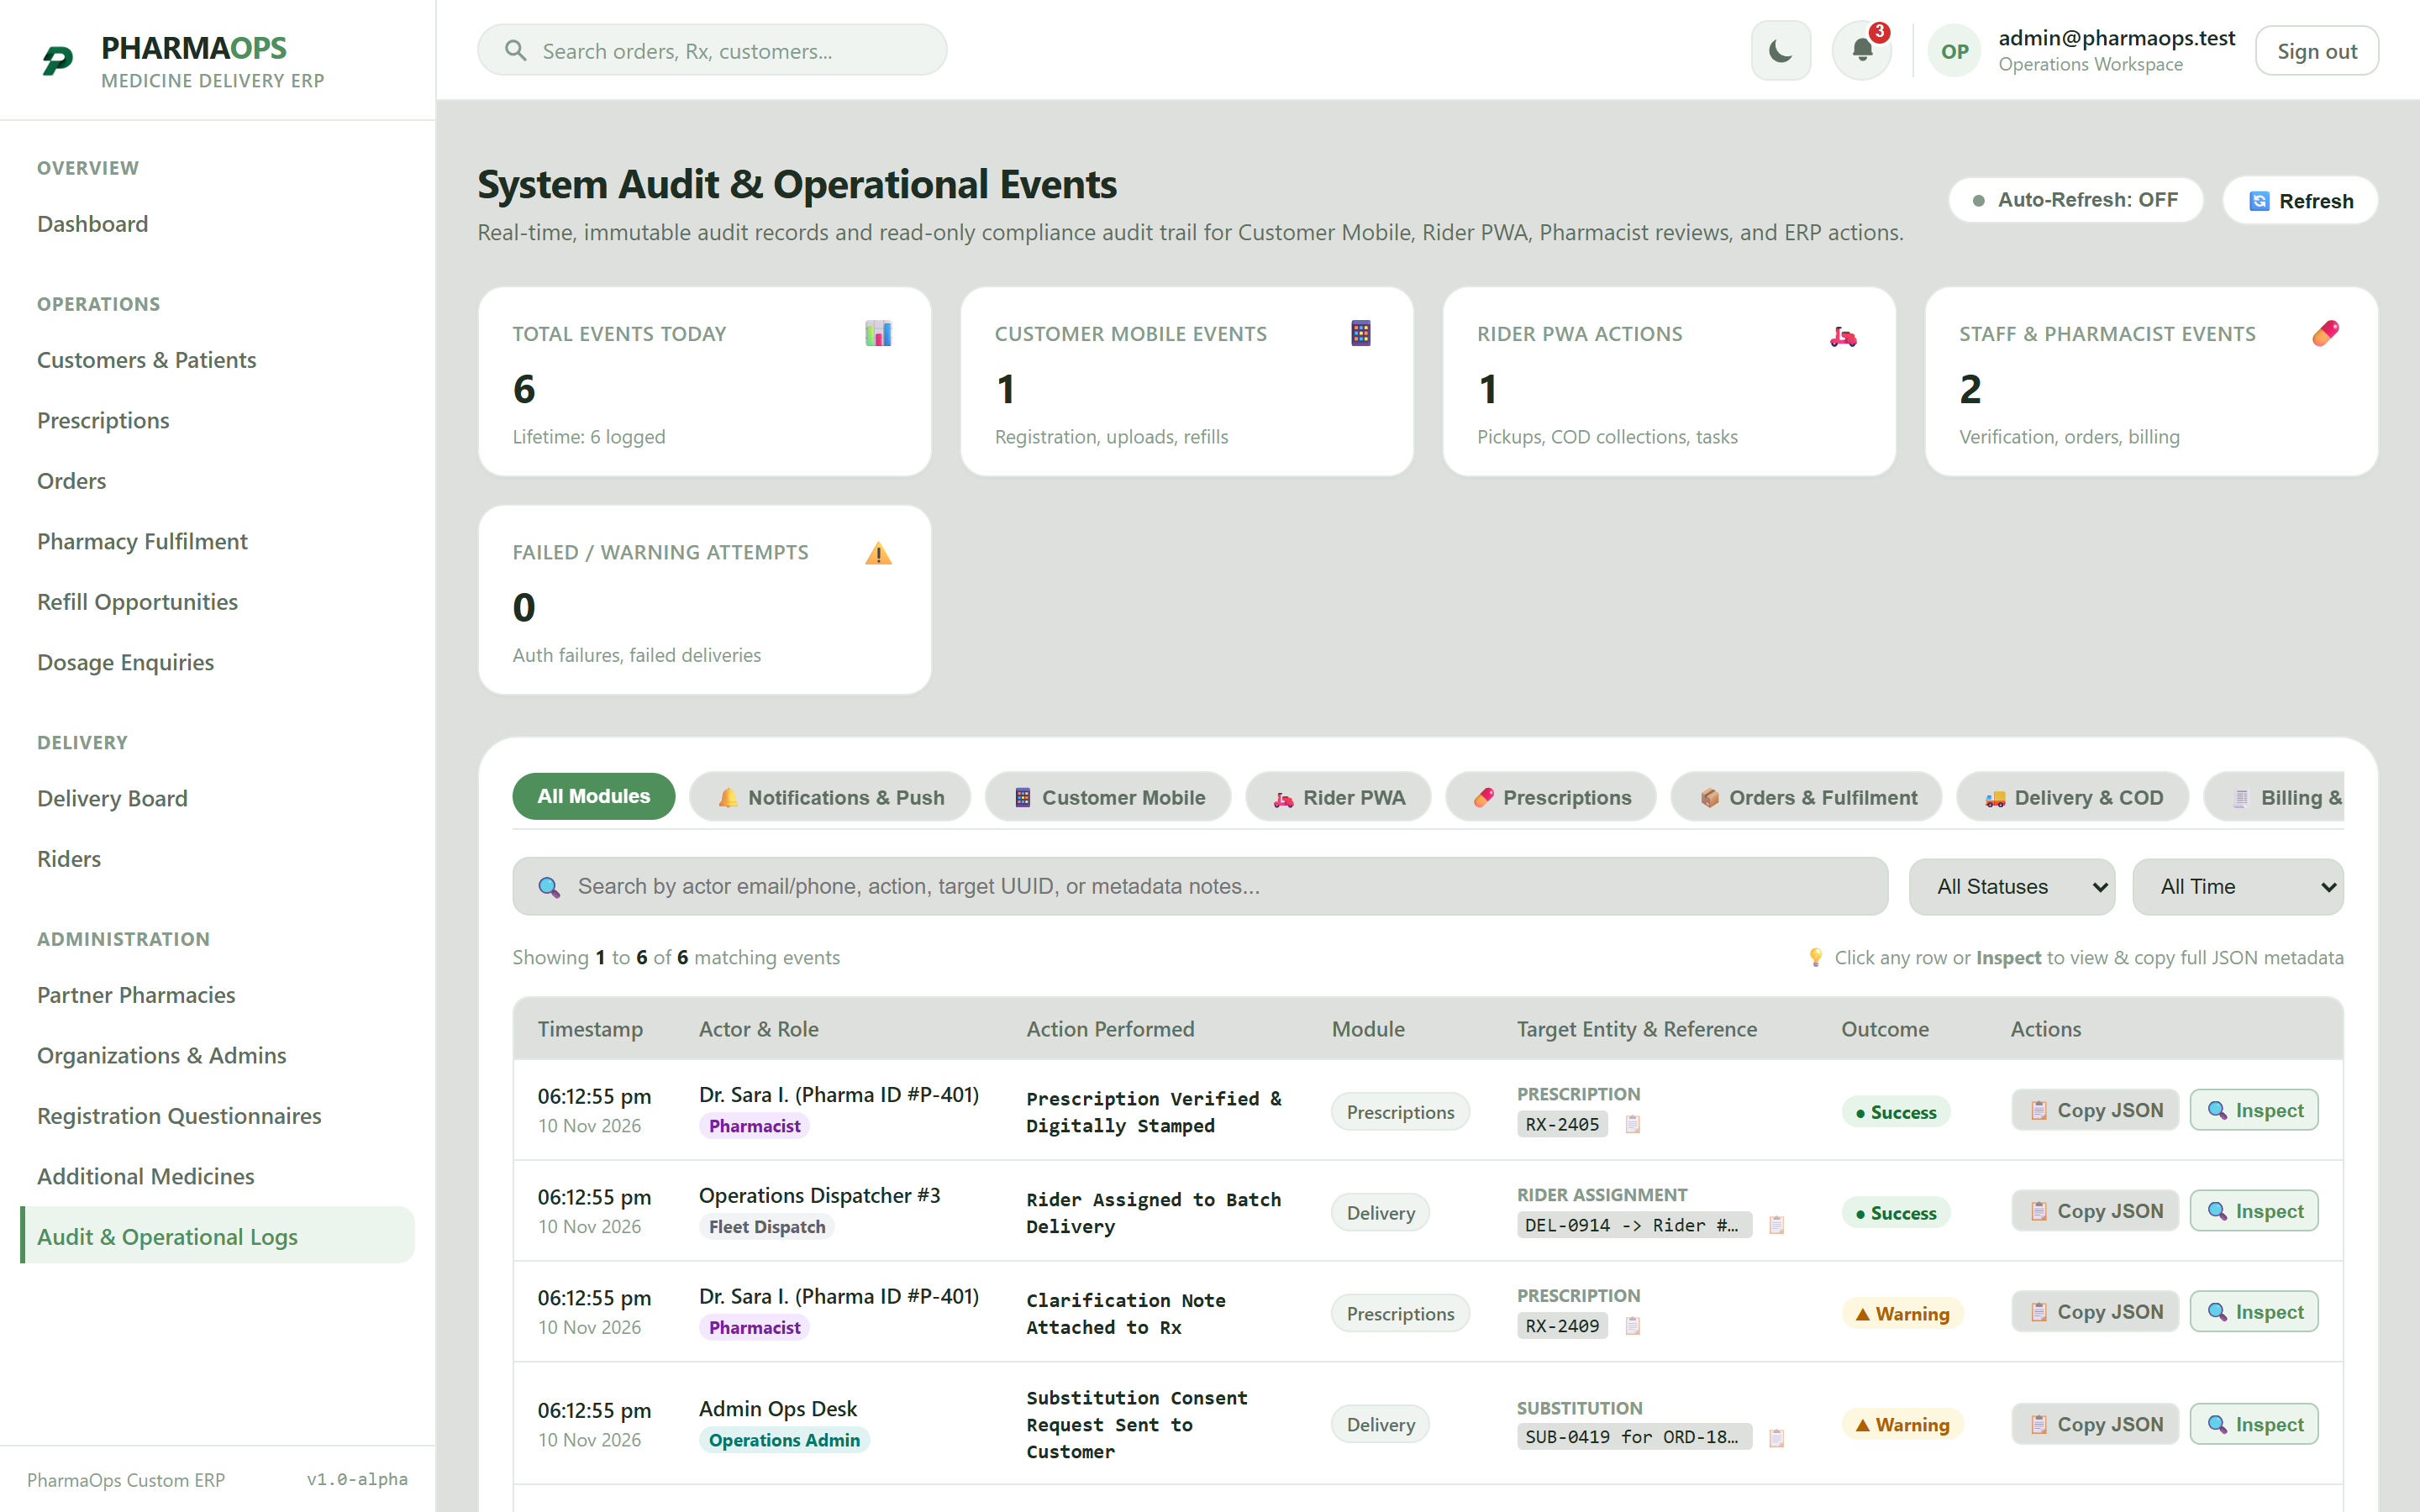 PHARMAOPS
MEDICINE DELIVERY ERP
OVERVIEW
Dashboard
OPERATIONS
Customers & Patients
Prescriptions
Orders
Pharmacy Fulfilment
Refill Opportunities
Dosage Enquiries
DELIVERY
Delivery Board
Riders
ADMINISTRATION
Partner Pharmacies
Organizations & Admins
Registration Questionnaires
Additional Medicines
Audit & Operational Logs
PharmaOps Custom ERP v1.0-alpha
Search orders, Rx, customers...
3
OP
admin@pharmaops.test
Operations Workspace
Sign out
System Audit & Operational Events
Real-time, immutable audit records and read-only compliance audit trail for Customer Mobile, Rider PWA, Pharmacist reviews, and ERP actions.
Auto-Refresh: OFF
Refresh
TOTAL EVENTS TODAY
6
Lifetime: 6 logged
CUSTOMER MOBILE EVENTS
1
Registration, uploads, refills
RIDER PWA ACTIONS
1
Pickups, COD collections, tasks
STAFF & PHARMACIST EVENTS
2
Verification, orders, billing
FAILED / WARNING ATTEMPTS
0
Auth failures, failed deliveries
All Modules Notifications & Push Customer Mobile Rider PWA Prescriptions Orders & Fulfilment Delivery & COD Billing &
Search by actor email/phone, action, target UUID, or metadata notes...
All Statuses
All Time
Showing 1 to 6 of 6 matching events
Click any row or Inspect to view & copy full JSON metadata
Timestamp Actor & Role Action Performed Module Target Entity & Reference Outcome Actions
06:12:55 pm
10 Nov 2026
Dr. Sara I. (Pharma ID #P-401)
Pharmacist
Prescription Verified &
Digitally Stamped
Prescriptions
PRESCRIPTION
RX-2405
Success
Copy JSON
Inspect
06:12:55 pm
10 Nov 2026
Operations Dispatcher #3
Fleet Dispatch
Rider Assigned to Batch
Delivery
Delivery
RIDER ASSIGNMENT
DEL-0914 -> Rider #…
Success
Copy JSON
Inspect
06:12:55 pm
10 Nov 2026
Dr. Sara I. (Pharma ID #P-401)
Pharmacist
Clarification Note
Attached to Rx
Prescriptions
PRESCRIPTION
RX-2409
Warning
Copy JSON
Inspect
06:12:55 pm
10 Nov 2026
Admin Ops Desk
Operations Admin
Substitution Consent
Request Sent to
Customer
Delivery
SUBSTITUTION
SUB-0419 for ORD-18…
Warning
Copy JSON
Inspect